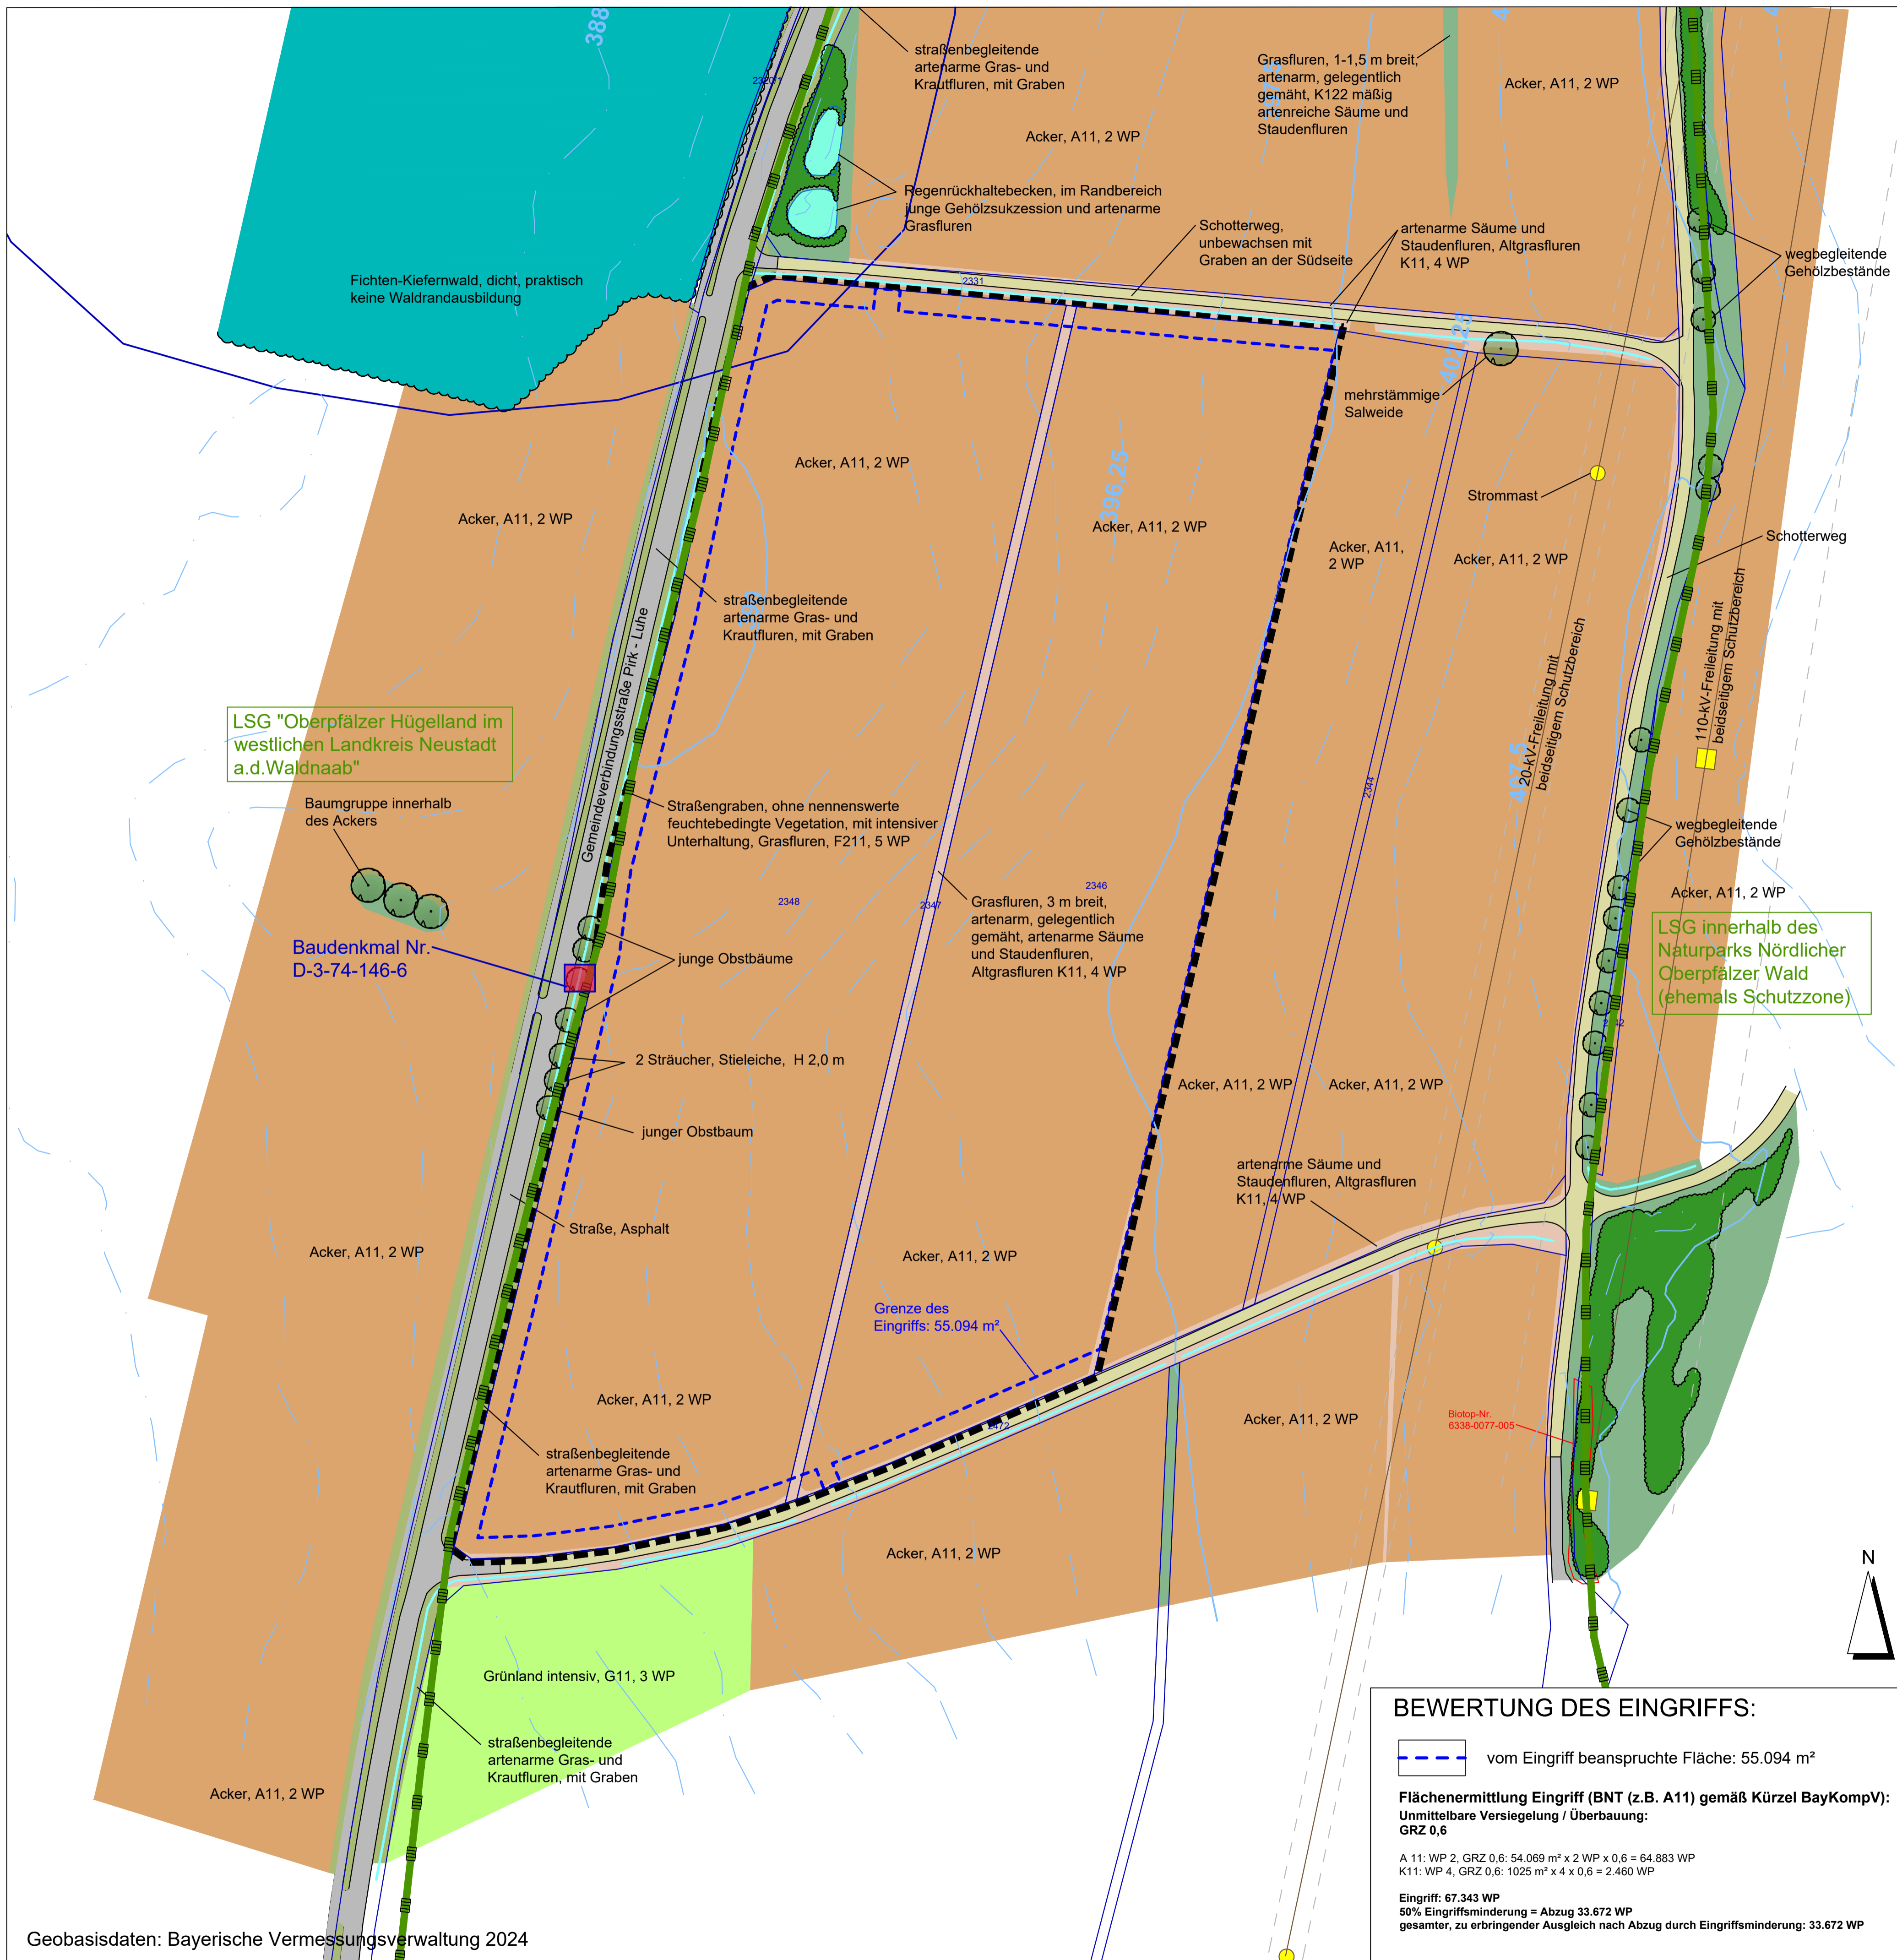 388
straßenbegleitende
artenarme Gras- und
Krautfluren, mit Graben
Grasfluren, 1-1,5 m breit,
artenarm, gelegentlich
gemäht, K122 mäßig
artenreiche Säume und
Staudenfluren
Acker, A11, 2 WP
Acker, A11, 2 WP
Regenrückhaltebecken, im Randbereich
junge Gehölzsukzession und artenarme
Grasfluren
Schotterweg,
unbewachsen mit
Graben an der Südseite
artenarme Säume und
Staudenfluren, Altgrasfluren
K11, 4 WP
wegbegleitende
Gehölzbestände
Fichten-Kiefernwald, dicht, praktisch
keine Waldrandausbildung
2331
402,25
mehrstämmige
Salweide
Acker, A11, 2 WP
396,25
Strommast
Acker, A11, 2 WP
Acker, A11, 2 WP
Acker, A11,
2 WP
Acker, A11, 2 WP
Schotterweg
straßenbegleitende
artenarme Gras- und
Krautfluren, mit Graben
Gemeindeverbindungsstraße Pirk - Luhe
20-kV-Freileitung mit
beidseitigem Schutzbereich
110-kV-Freileitung mit
beidseitigem Schutzbereich
LSG "Oberpfälzer Hügelland im
westlichen Landkreis Neustadt
a.d.Waldnaab"
407,5
2344
Baumgruppe innerhalb
des Ackers
Straßengraben, ohne nennenswerte
feuchtebedingte Vegetation, mit intensiver
Unterhaltung, Grasfluren, F211, 5 WP
wegbegleitende
Gehölzbestände
2348
2347
2346
Acker, A11, 2 WP
Grasfluren, 3 m breit,
artenarm, gelegentlich
gemäht, artenarme Säume
und Staudenfluren,
Altgrasfluren K11, 4 WP
LSG innerhalb des
Naturparks Nördlicher
Oberpfälzer Wald
(ehemals Schutzzone)
Baudenkmal Nr.
D-3-74-146-6
junge Obstbäume
2 Sträucher, Stieleiche, H 2,0 m
Acker, A11, 2 WP
Acker, A11, 2 WP
junger Obstbaum
artenarme Säume und
Staudenfluren, Altgrasfluren
K11, 4 WP
Straße, Asphalt
Acker, A11, 2 WP
Acker, A11, 2 WP
Grenze des
Eingriffs: 55.094 m²
Acker, A11, 2 WP
2472
Acker, A11, 2 WP
Biotop-Nr.
6338-0077-005
straßenbegleitende
artenarme Gras- und
Krautfluren, mit Graben
Acker, A11, 2 WP
N
Grünland intensiv, G11, 3 WP
straßenbegleitende
artenarme Gras- und
Krautfluren, mit Graben
Acker, A11, 2 WP
BEWERTUNG DES EINGRIFFS:
vom Eingriff beanspruchte Fläche: 55.094 m²
Flächenermittlung Eingriff (BNT (z.B. A11) gemäß Kürzel BayKompV):
Unmittelbare Versiegelung / Überbauung:
GRZ 0,6
A 11: WP 2, GRZ 0,6: 54.069 m² x 2 WP x 0,6 = 64.883 WP
K11: WP 4, GRZ 0,6: 1025 m² x 4 x 0,6 = 2.460 WP
Eingriff: 67.343 WP
50% Eingriffsminderung = Abzug 33.672 WP
gesamter, zu erbringender Ausgleich nach Abzug durch Eingriffsminderung: 33.672 WP
Geobasisdaten: Bayerische Vermessungsverwaltung 2024